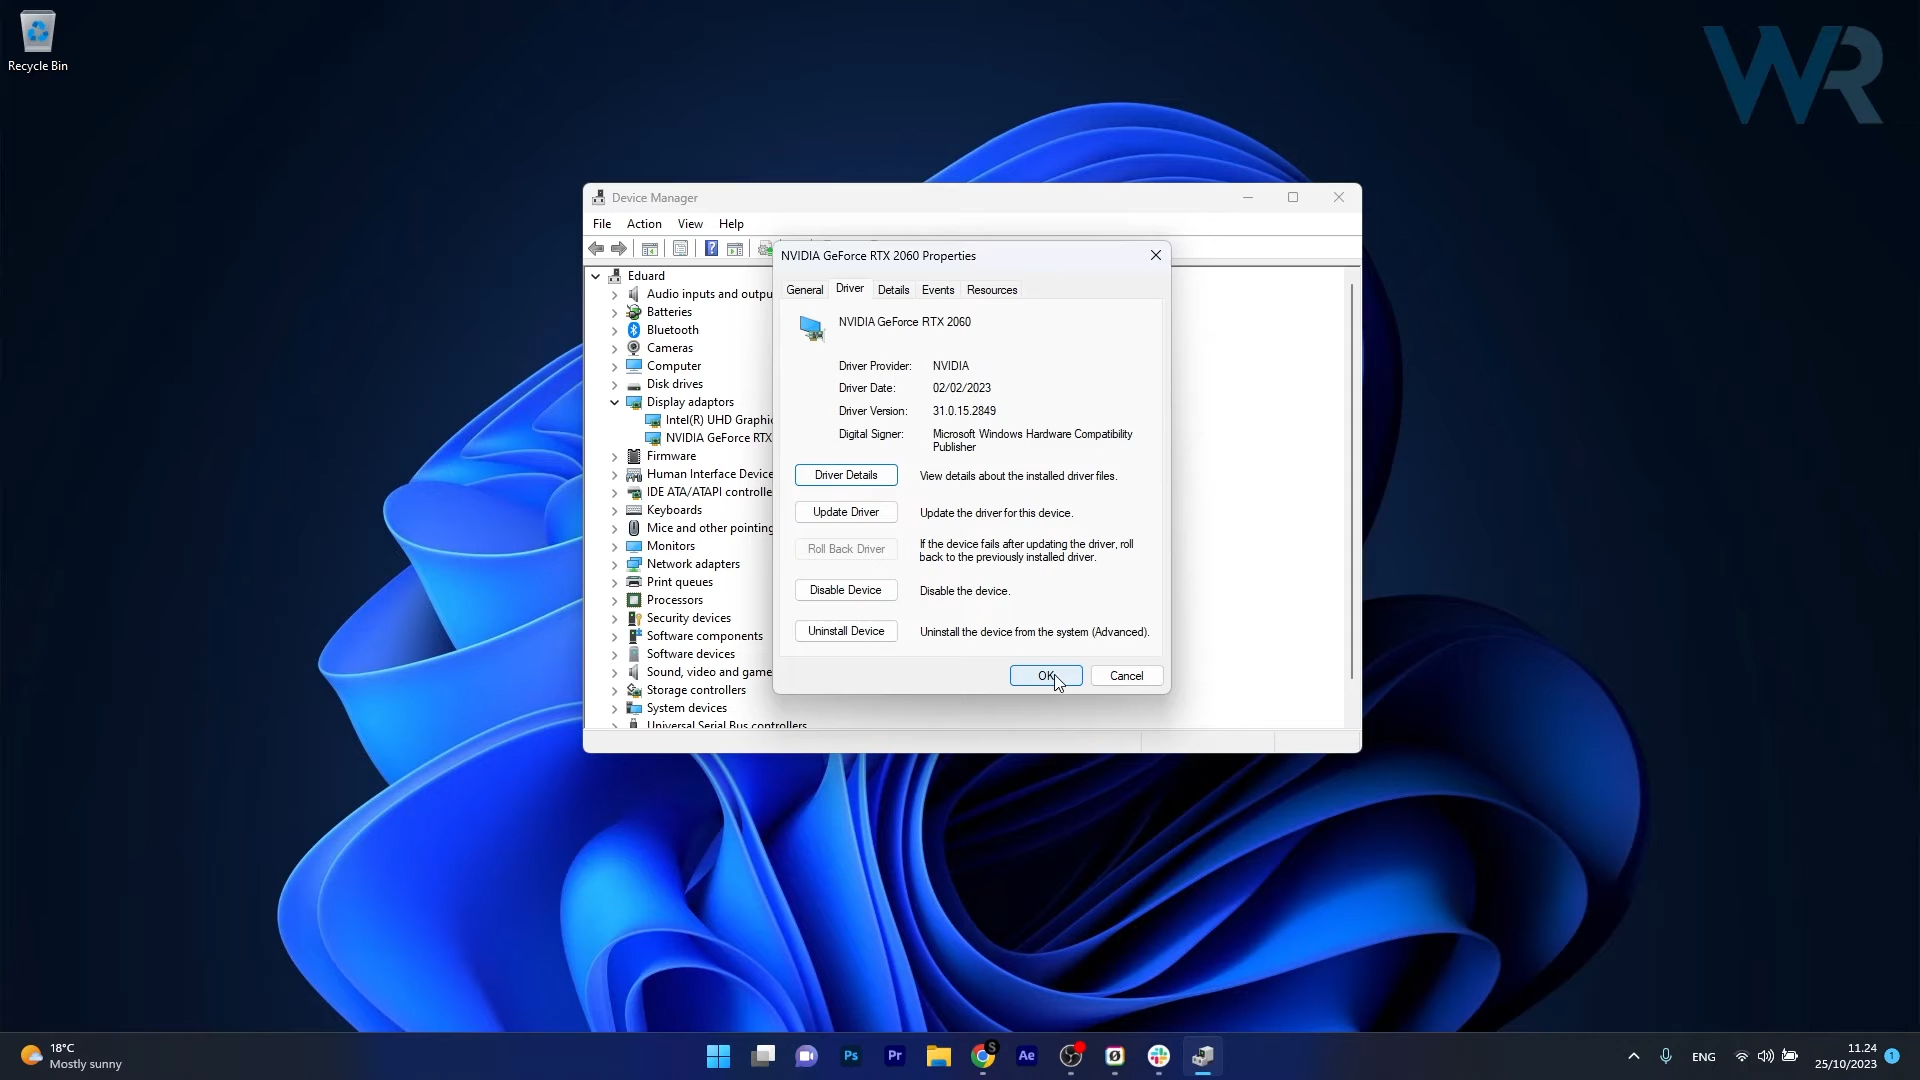 Recycle Bin
WR
Device Manager
File Action View Help
Eduard
Audio inputs and outpu
Batteries
Bluetooth
Cameras
Computer
Disk drives
Display adaptors
Intel(R) UHD Graphic
NVIDIA GeForce RTX
Firmware
Human Interface Device
IDE ATA/ATAPI controlle
Keyboards
Mice and other pointing
Monitors
Network adapters
Print queues
Processors
Security devices
Software components
Software devices
Sound, video and game
Storage controllers
System devices
Universal Serial Bus controllers
NVIDIA GeForce RTX 2060 Properties
General Driver Details Events Resources
NVIDIA GeForce RTX 2060
Driver Provider: NVIDIA
Driver Date: 02/02/2023
Driver Version: 31.0.15.2849
Digital Signer: Microsoft Windows Hardware Compatibility
Publisher
Driver Details View details about the installed driver files.
Update Driver Update the driver for this device.
Roll Back Driver If the device fails after updating the driver, roll
back to the previously installed driver.
Disable Device Disable the device.
Uninstall Device Uninstall the device from the system (Advanced).
OK Cancel
18°C
Mostly sunny
Ps Pr S Ae
ENG
11.24
25/10/2023
1